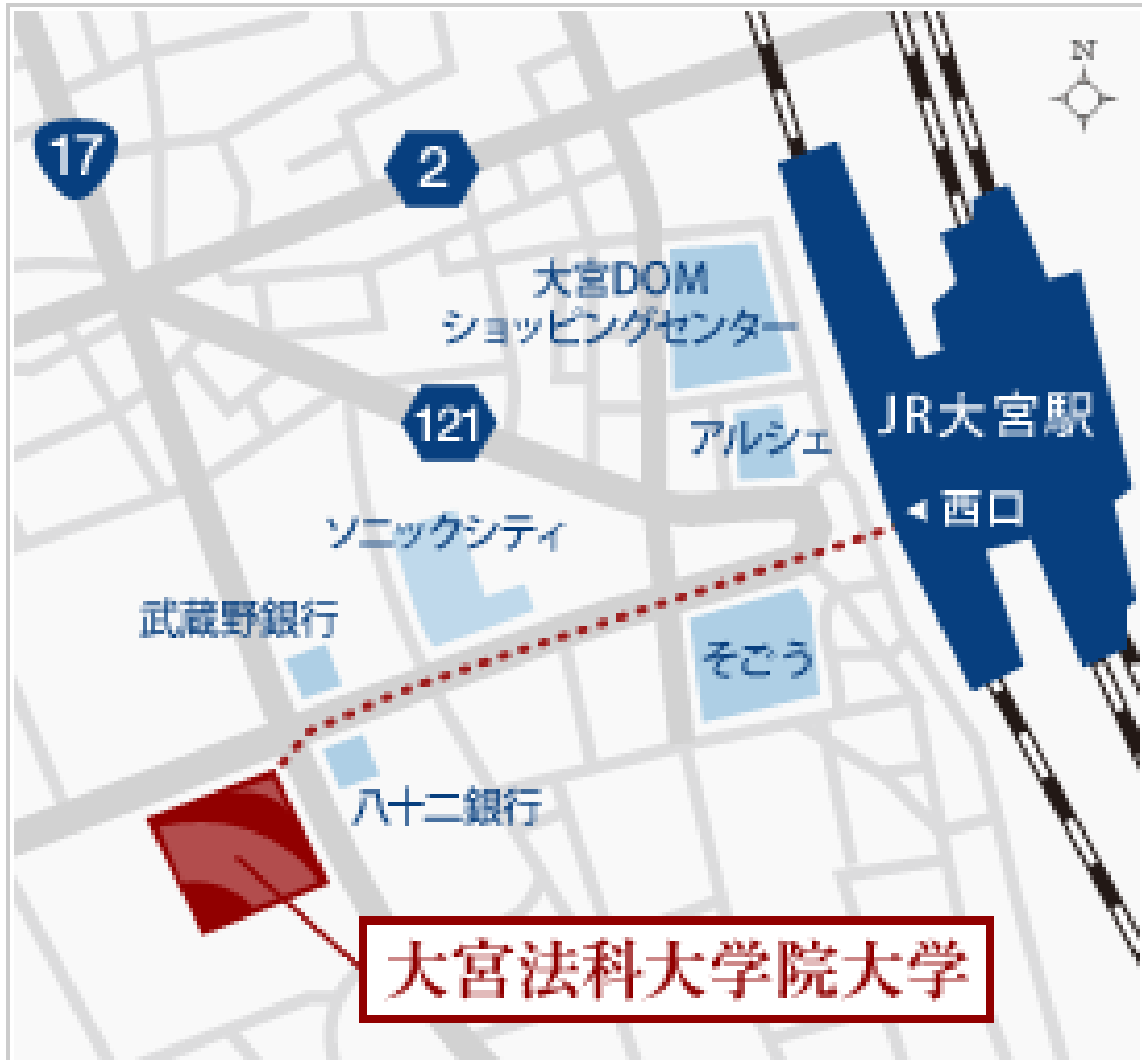 N
17
2
大宮DOM
ショッピングセンター
JR大宮駅
121
アルシェ
西口
ソニックシティ
武蔵野銀行
そごう
八十二銀行
大宮法科大学院大学